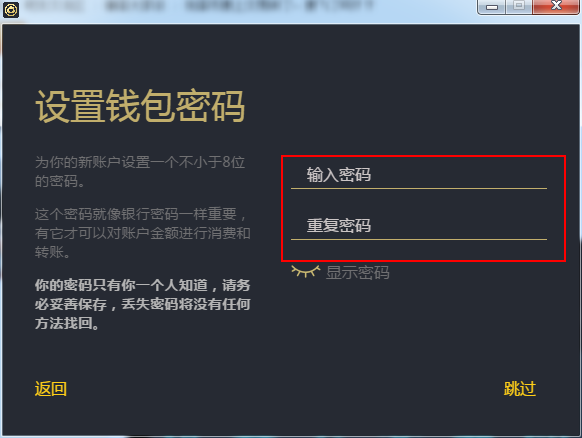 设置钱包密码
为你的新账户设置一个不小于8位
的密码。
这个密码就像银行密码一样重要，
有它才可以对账户金额进行消费和
转账。
你的密码只有你一个人知道，请务
必妥善保存，丢失密码将没有任何
方法找回。
输入密码
重复密码
显示密码
返回
跳过